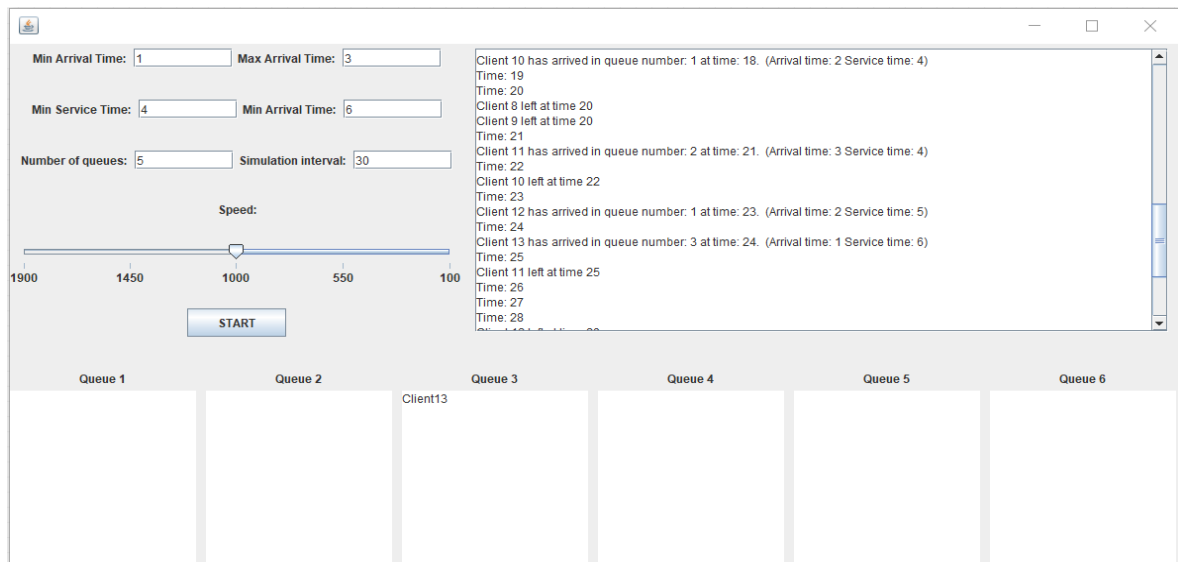 Min Arrival Time: 1 Max Arrival Time: 3
Min Service Time: 4 Min Arrival Time: 6
Number of queues: 5 Simulation interval: 30
Speed:
1900 1450 1000 550 100
START
Client 10 has arrived in queue number: 1 at time: 18. (Arrival time: 2 Service time: 4)
Time: 19
Time: 20
Client 8 left at time 20
Client 9 left at time 20
Time: 21
Client 11 has arrived in queue number: 2 at time: 21. (Arrival time: 3 Service time: 4)
Time: 22
Client 10 left at time 22
Time: 23
Client 12 has arrived in queue number: 1 at time: 23. (Arrival time: 2 Service time: 5)
Time: 24
Client 13 has arrived in queue number: 3 at time: 24. (Arrival time: 1 Service time: 6)
Time: 25
Client 11 left at time 25
Time: 26
Time: 27
Time: 28
Queue 1 Queue 2 Queue 3 Queue 4 Queue 5 Queue 6
Client13